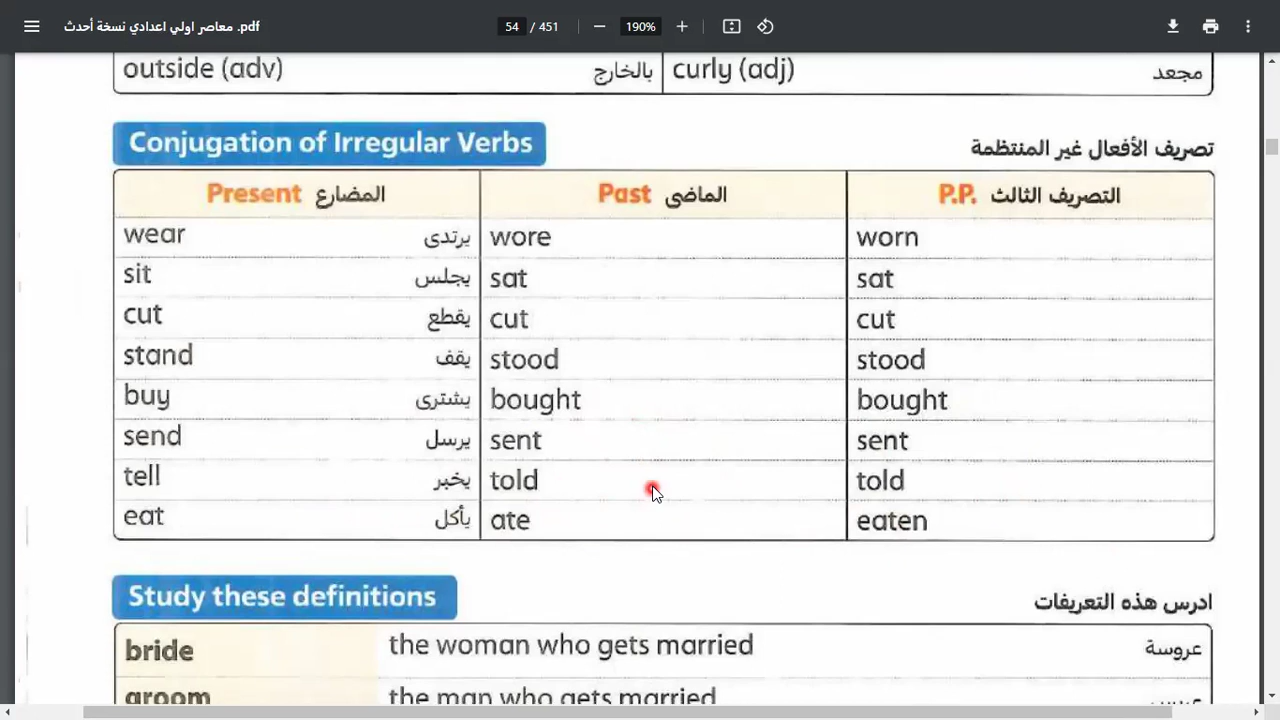 معاصر اولي اعدادي نسخة أحدث .pdf
54 / 451
190%
outside (adv) بالخارج curly (adj) مجعد
Conjugation of Irregular Verbs تصريف الأفعال غير المنتظمة
Present المضارع Past الماضى P.P. التصريف الثالث
wear يرتدى wore worn
sit يجلس sat sat
cut يقطع cut cut
stand يقف stood stood
buy يشترى bought bought
send يرسل sent sent
tell يخبر told told
eat يأكل ate eaten
Study these definitions ادرس هذه التعريفات
bride the woman who gets married عروسة
groom the man who gets married عريس